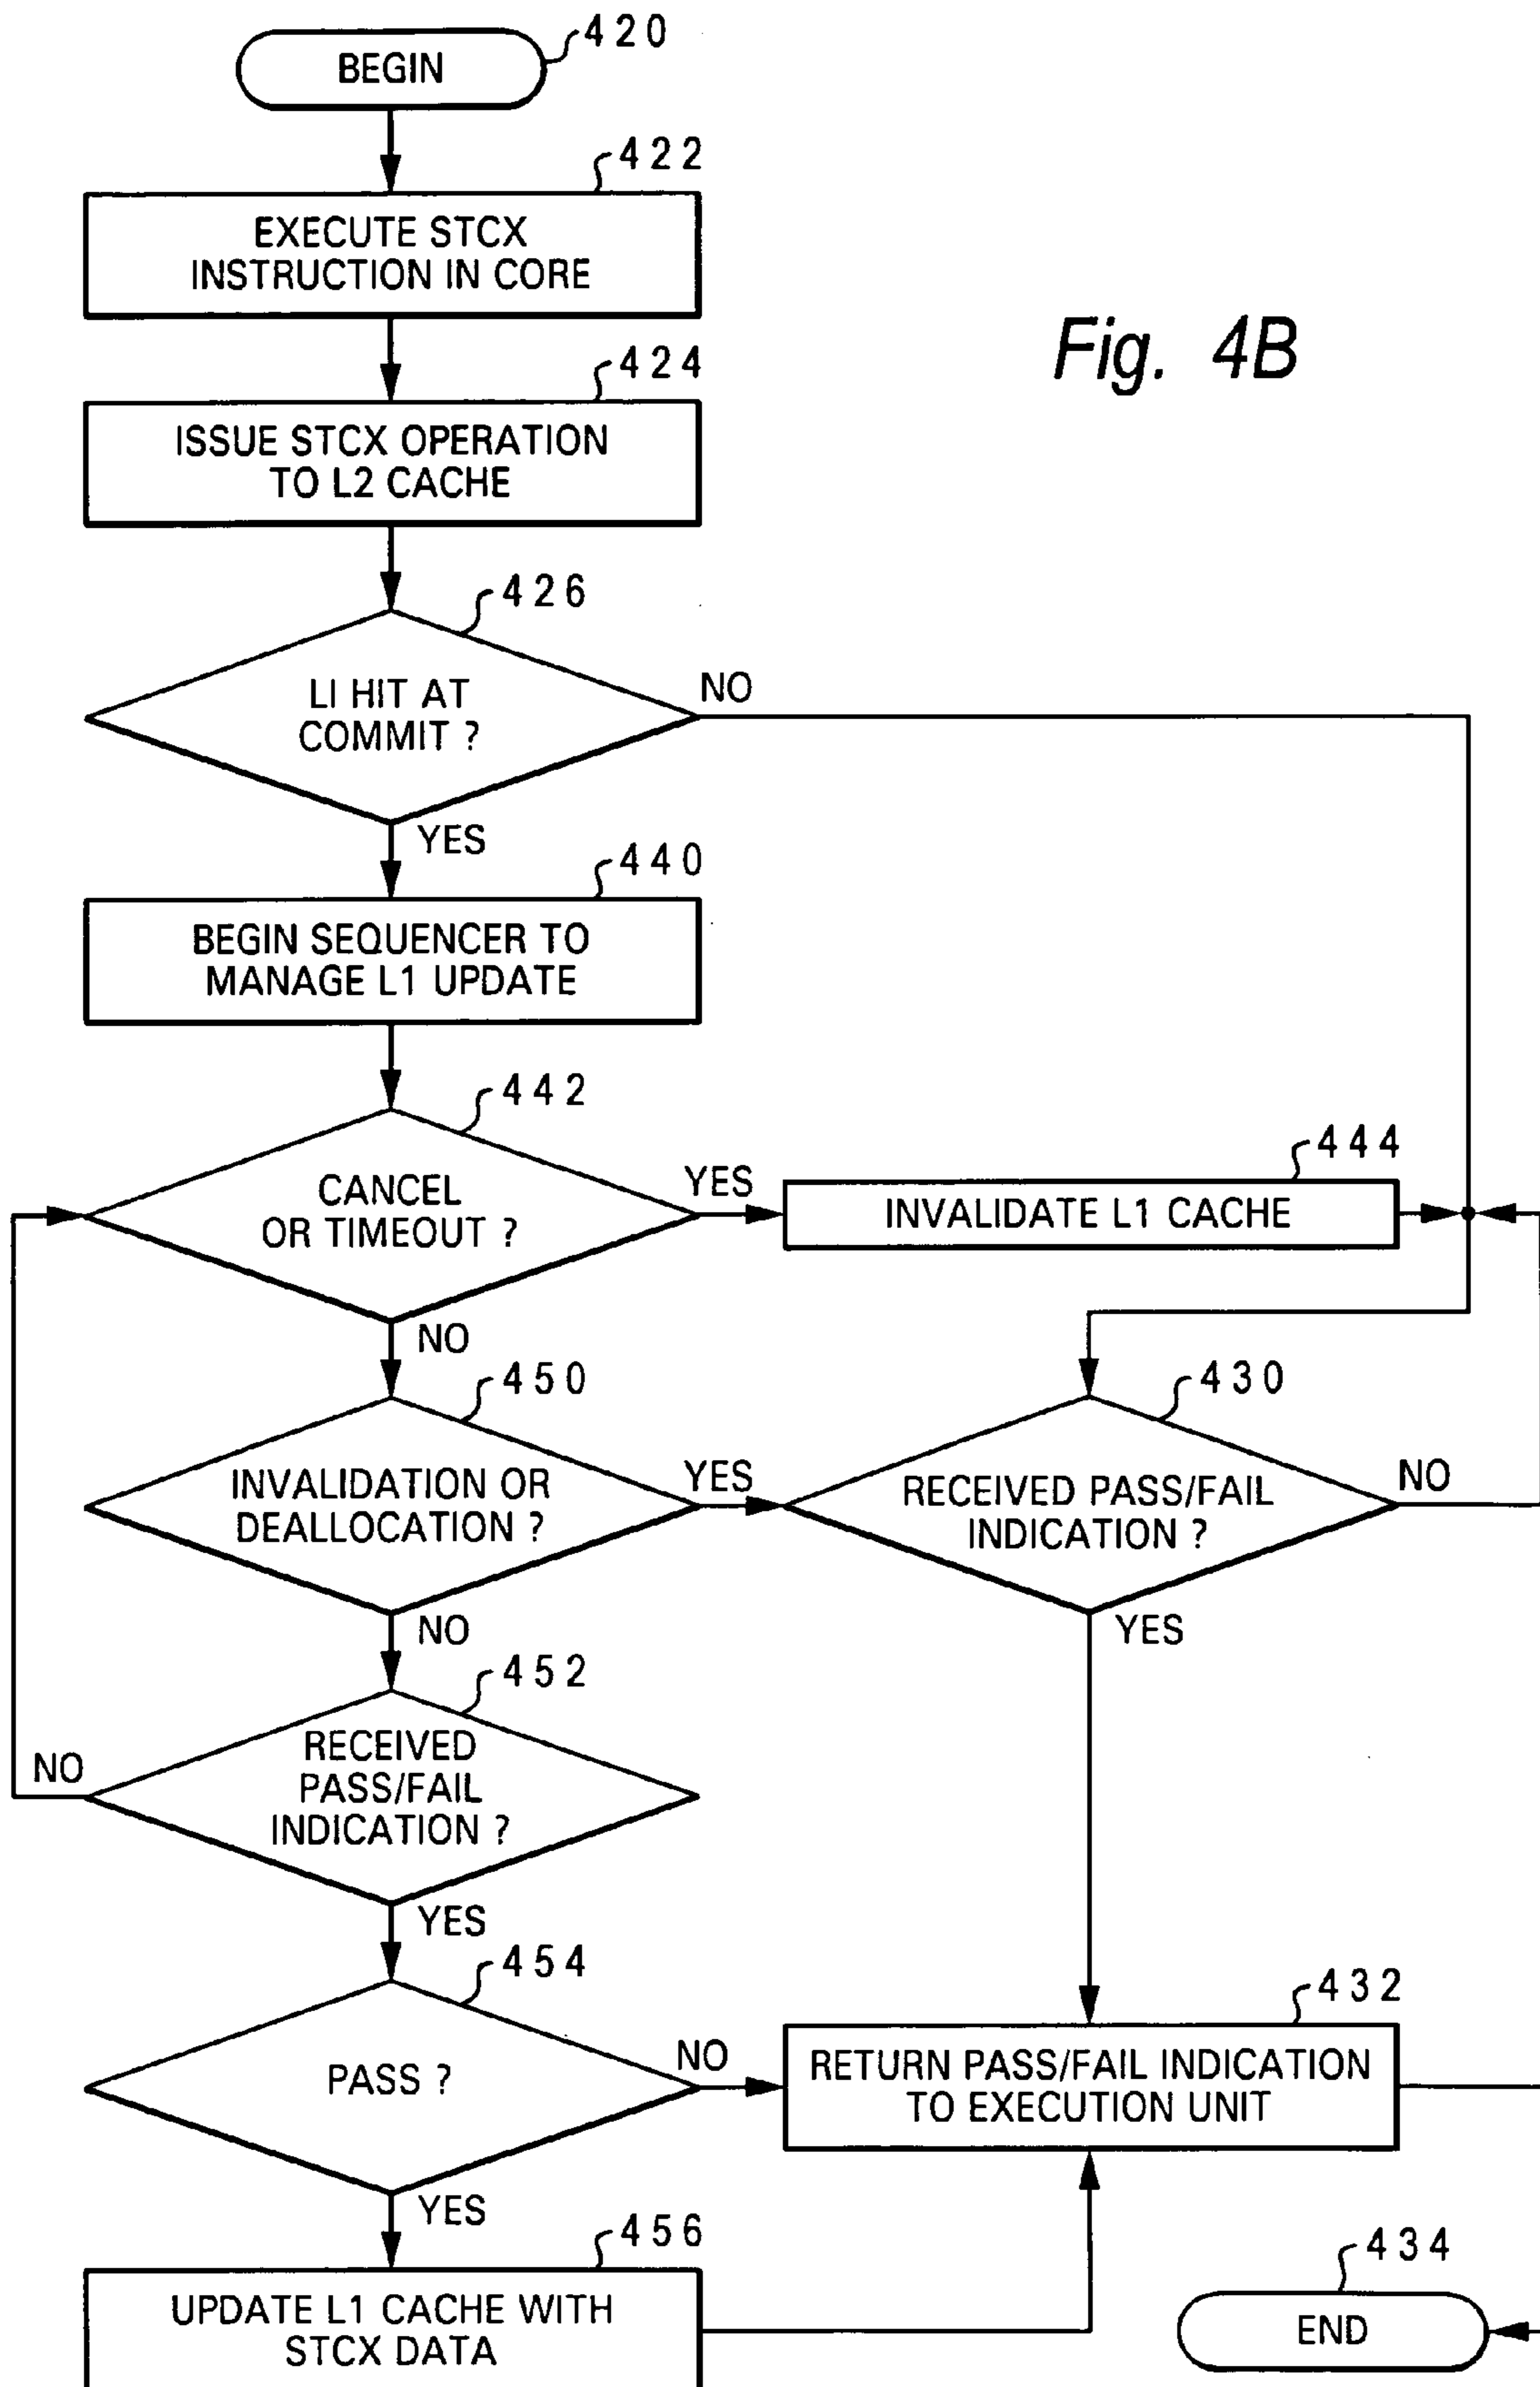 BEGIN
420
422
EXECUTE STCX
INSTRUCTION IN CORE
Fig. 4B
424
ISSUE STCX OPERATION
TO L2 CACHE
426
LI HIT AT
COMMIT ?
NO
YES
440
BEGIN SEQUENCER TO
MANAGE L1 UPDATE
442
CANCEL
OR TIMEOUT ?
YES
444
INVALIDATE L1 CACHE
NO
450
INVALIDATION OR
DEALLOCATION ?
YES
430
RECEIVED PASS/FAIL
INDICATION ?
NO
NO
YES
452
RECEIVED
PASS/FAIL
INDICATION ?
NO
YES
454
PASS ?
NO
432
RETURN PASS/FAIL INDICATION
TO EXECUTION UNIT
YES
456
UPDATE L1 CACHE WITH
STCX DATA
434
END